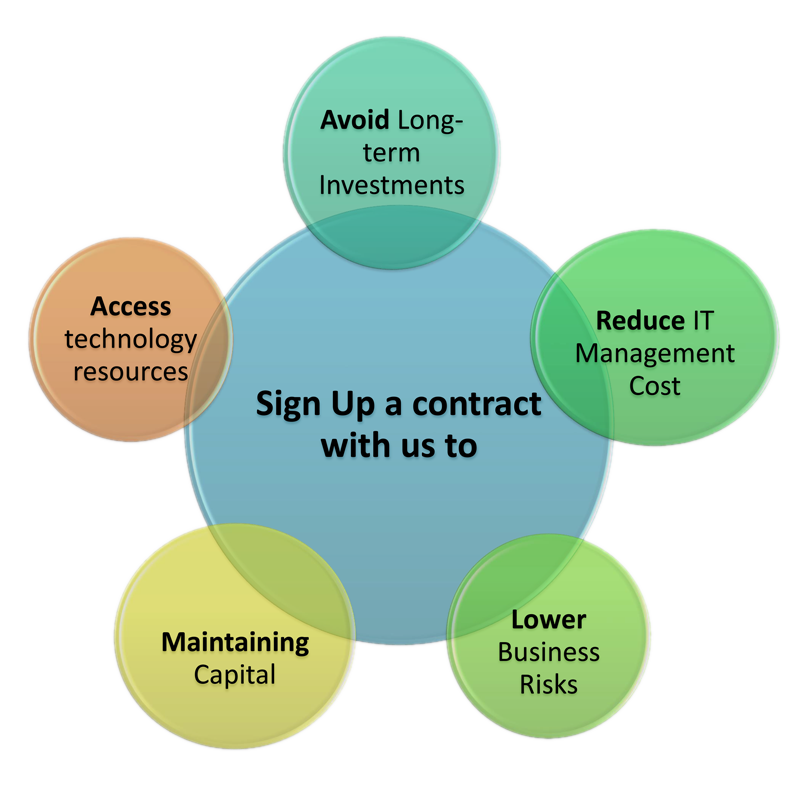 Avoid Long-
term
Investments
Reduce IT
Management
Cost
Lower
Business
Risks
Maintaining
Capital
Access
technology
resources
Sign Up a contract
with us to